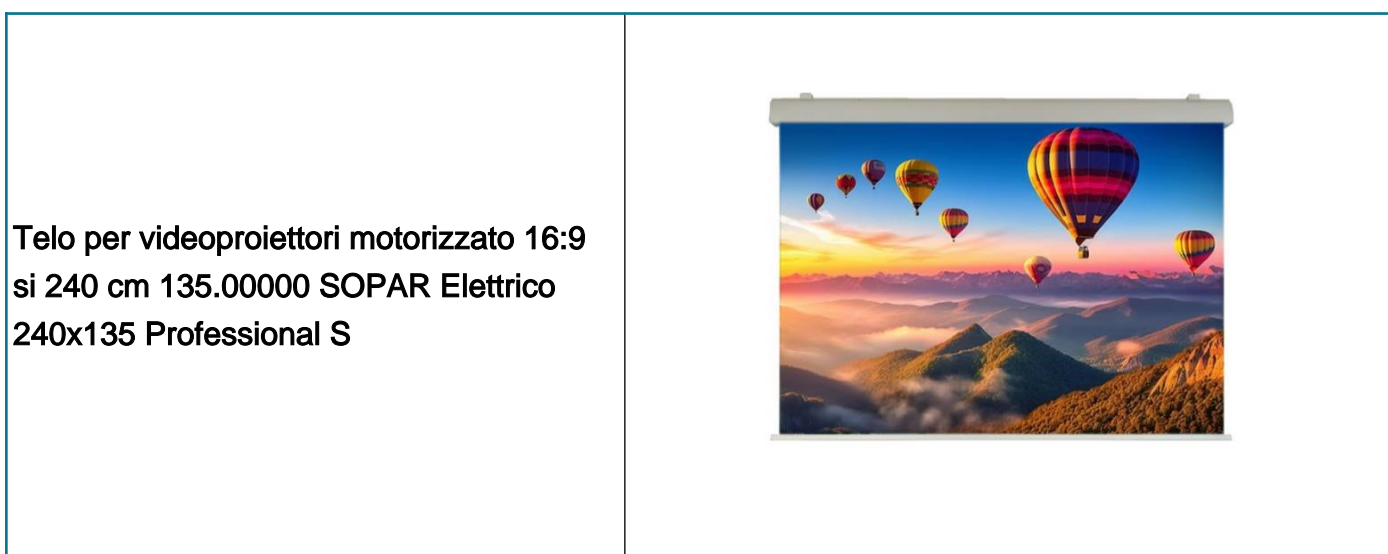 Telo per videoproiettori motorizzato 16:9
si 240 cm 135.00000 SOPAR Elettrico
240x135 Professional S